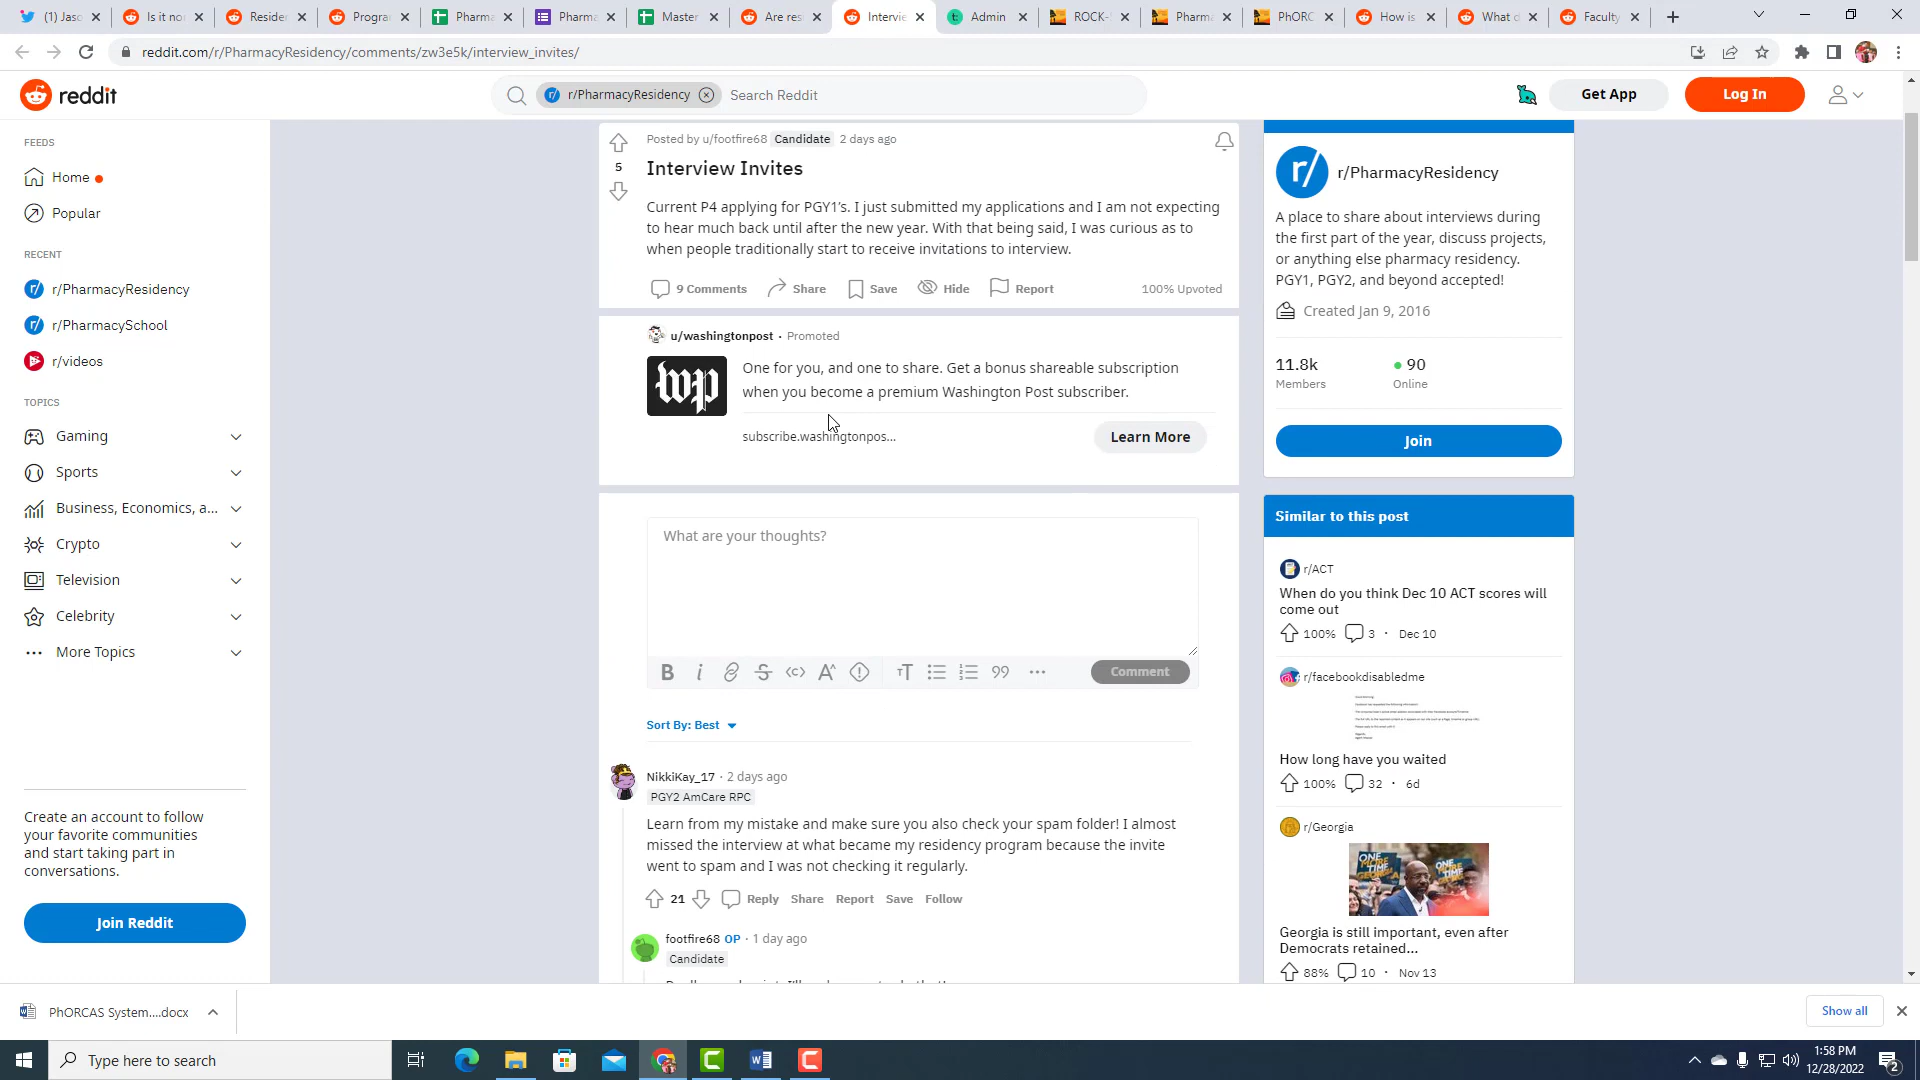 (1) Jaso
Is it nor
Reside
Progra
Pharma
Pharma
Master
Are res
Intervie
Admin
ROCK-
Pharma
PhORC
How is
What d
Faculty
reddit.com/r/PharmacyResidency/comments/zw3e5k/interview_invites/
reddit
r/PharmacyResidency
Search Reddit
Get App
Log In
FEEDS
Home
Popular
RECENT
r/PharmacyResidency
r/PharmacySchool
r/videos
TOPICS
Gaming
Sports
Business, Economics, a...
Crypto
Television
Celebrity
More Topics
Create an account to follow
your favorite communities
and start taking part in
conversations.
Join Reddit
Posted by u/footfire68 Candidate 2 days ago
5
Interview Invites
Current P4 applying for PGY1's. I just submitted my applications and I am not expecting
to hear much back until after the new year. With that being said, I was curious as to
when people traditionally start to receive invitations to interview.
9 Comments Share Save Hide Report 100% Upvoted
u/washingtonpost · Promoted
wp
One for you, and one to share. Get a bonus shareable subscription
when you become a premium Washington Post subscriber.
subscribe.washingtonpos...
Learn More
What are your thoughts?
Comment
Sort By: Best
NikkiKay_17 · 2 days ago
PGY2 AmCare RPC
Learn from my mistake and make sure you also check your spam folder! I almost
missed the interview at what became my residency program because the invite
went to spam and I was not checking it regularly.
21 Reply Share Report Save Follow
footfire68 OP · 1 day ago
Candidate
r/PharmacyResidency
A place to share about interviews during
the first part of the year, discuss projects,
or anything else pharmacy residency.
PGY1, PGY2, and beyond accepted!
Created Jan 9, 2016
11.8k
Members
90
Online
Join
Similar to this post
r/ACT
When do you think Dec 10 ACT scores will
come out
100% 3 · Dec 10
r/facebookdisabledme
How long have you waited
100% 32 · 6d
r/Georgia
Georgia is still important, even after
Democrats retained...
88% 10 · Nov 13
PhORCAS System....docx
Show all
Type here to search
1:58 PM
12/28/2022
2